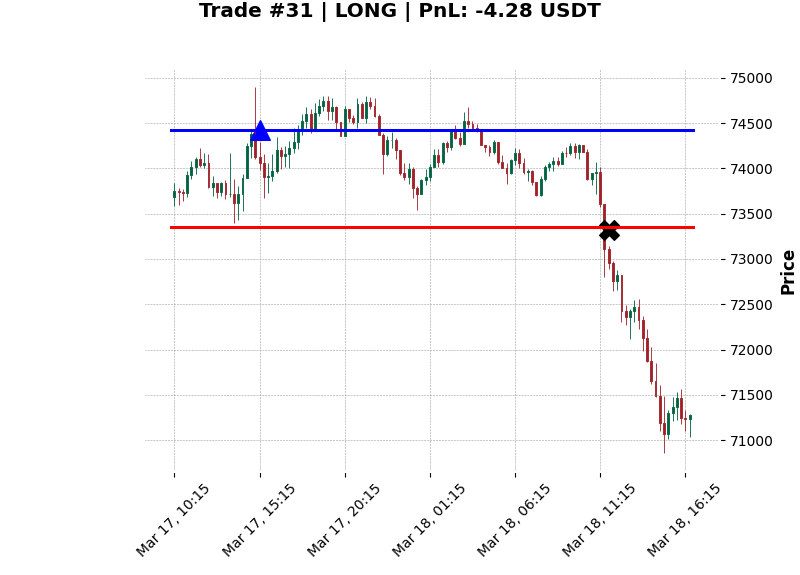 Trade #31 | LONG | PnL: -4.28 USDT
75000
74500
74000
73500
73000
72500
72000
71500
71000
Price
Mar 17, 10:15
Mar 17, 15:15
Mar 17, 20:15
Mar 18, 01:15
Mar 18, 06:15
Mar 18, 11:15
Mar 18, 16:15